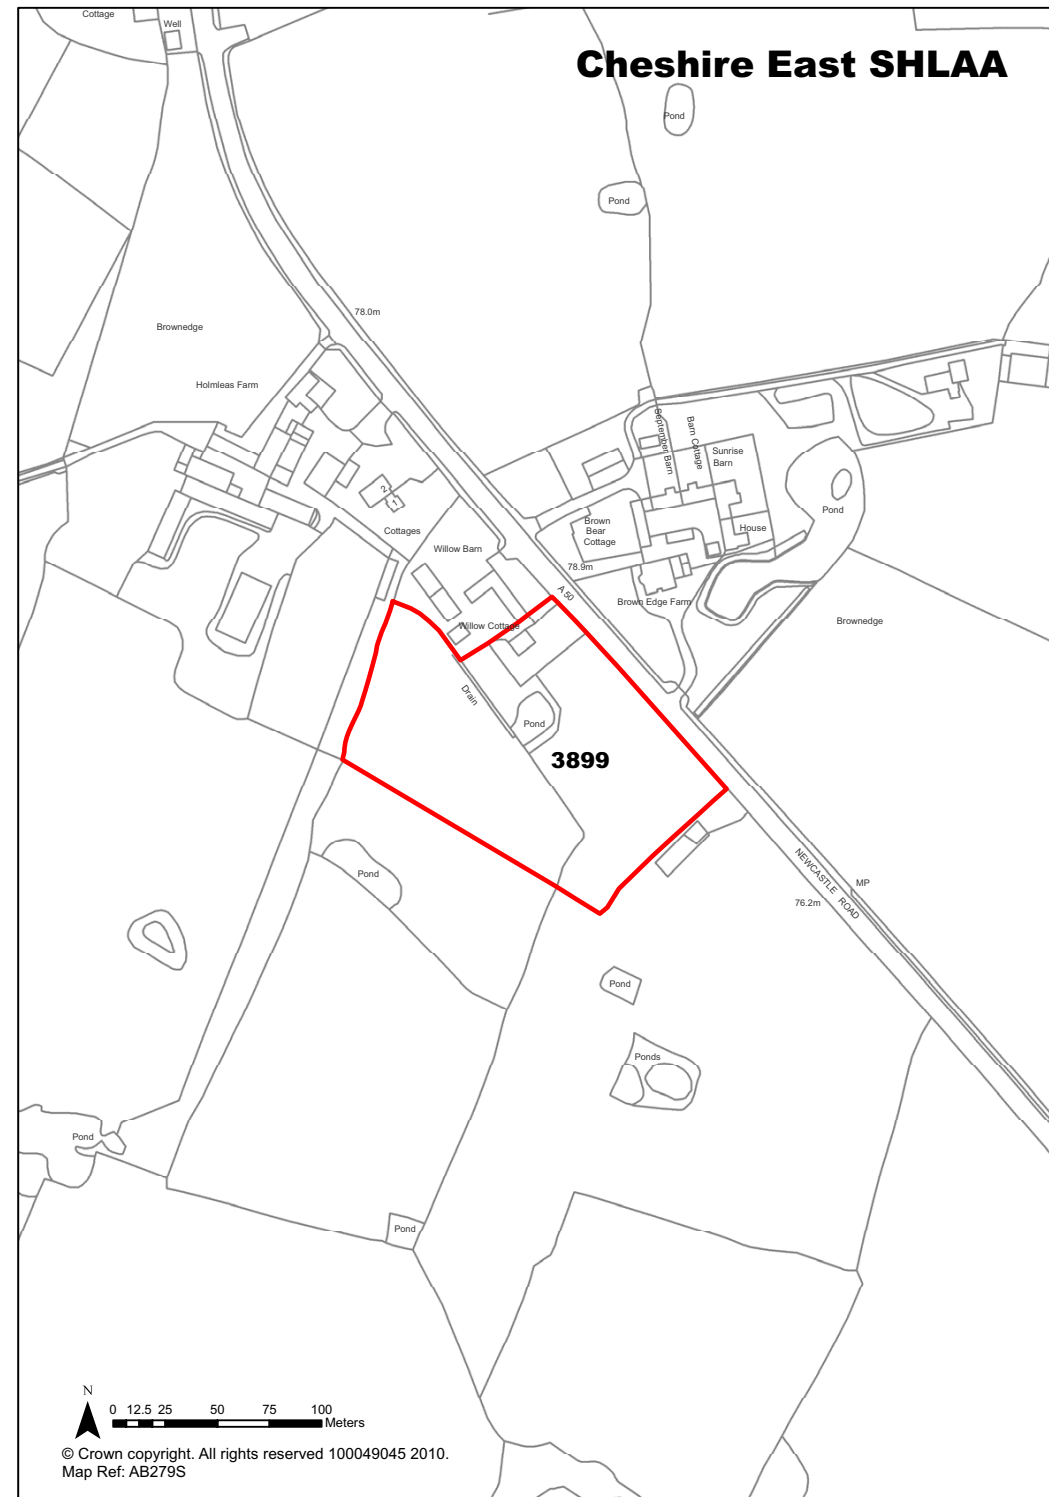 Cottage
Well
Cheshire East SHLAA
Pond
Pond
78.0m
Brownedge
Holmleas Farm
September Barn
Barn Cottage
Sunrise
Barn
2
1
Pond
Cottages
Brown
Bear
Cottage
House
Willow Barn
78.9m
A 50
Brown Edge Farm
Willow Cottage
Brownedge
Drain
Pond
3899
Pond
NEWCASTLE ROAD
MP
76.2m
Pond
Ponds
Pond
Pond
N
0 12.5 25 50 75 100
Meters
© Crown copyright. All rights reserved 100049045 2010.
Map Ref: AB279S